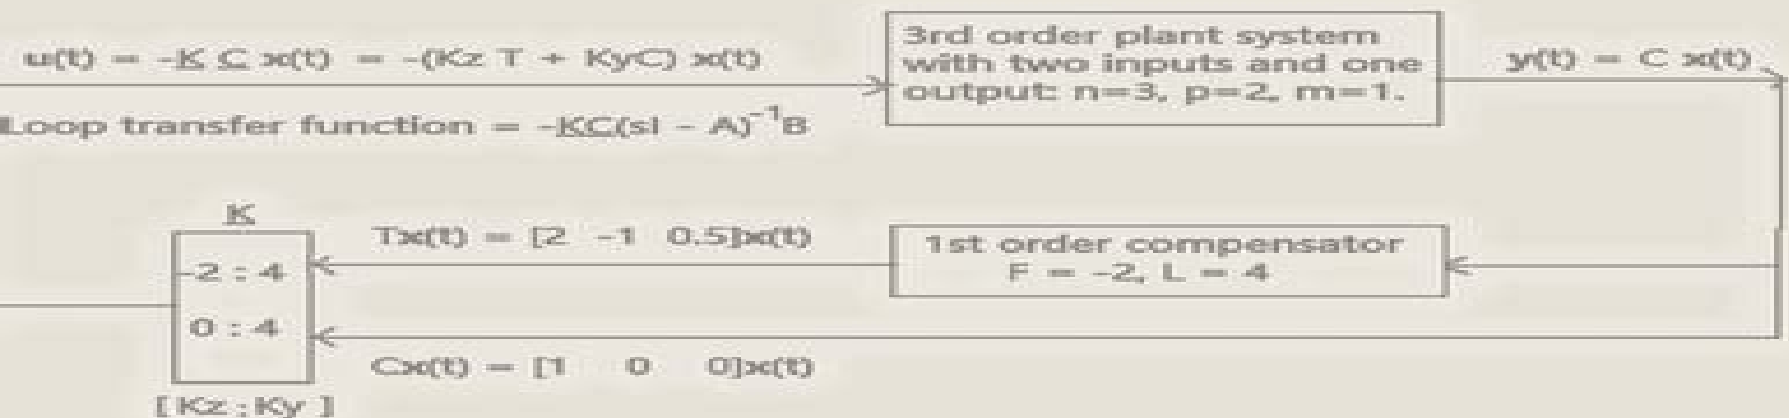 u(t) = -K C x(t) = -(Kz T + KyC) x(t)
3rd order plant system
with two inputs and one
output: n=3, p=2, m=1.
y(t) = C x(t)
Loop transfer function = -KC(sI - A)^-1 B
K
-2 : 4
0 : 4
[ Kz : Ky ]
Tx(t) = [2 -1 0.5]x(t)
1st order compensator
F = -2, L = 4
Cx(t) = [1 0 0]x(t)